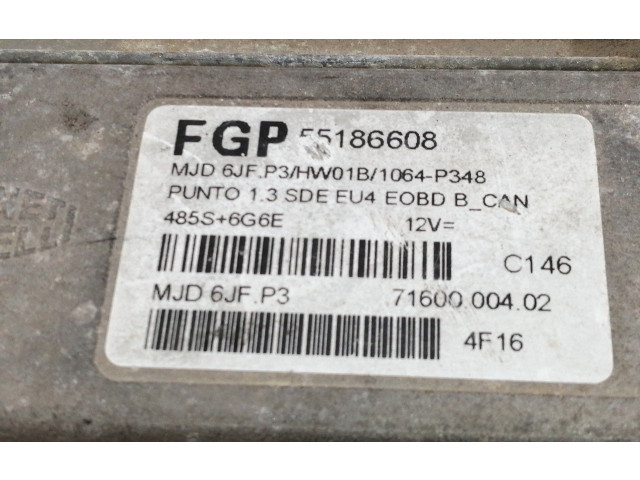 FGP 55186608
MJD 6JF.P3/HW01B/1064-P348
PUNTO 1.3 SDE EU4 EOBD B_CAN
485S+6G6E 12V=
C146
MJD 6JF.P3 71600.004.02
4F16